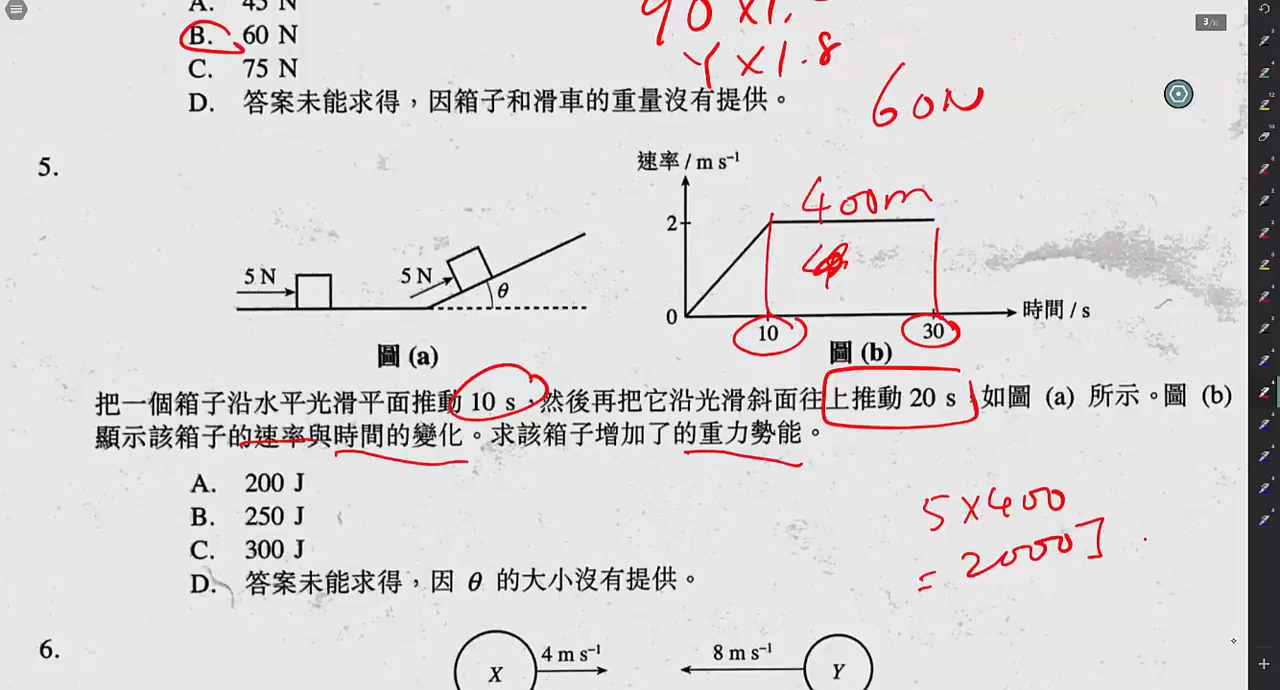 A. 45 N
90 X1.
3/
B. 60 N
Y X 1.8
C. 75 N
60N
D. 答案未能求得，因箱子和滑車的重量沒有提供。
5.
速率 / m s⁻¹
400m
2
5 N
5 N
θ
0
10
30
時間 / s
圖 (a)
圖 (b)
把一個箱子沿水平光滑平面推動 10 s，然後再把它沿光滑斜面往上推動 20 s，如圖 (a) 所示。圖 (b)
顯示該箱子的速率與時間的變化。求該箱子增加了的重力勢能。
A. 200 J
B. 250 J
5 X 400
C. 300 J
= 2000J
D. 答案未能求得，因 θ 的大小沒有提供。
6.
4 m s⁻¹
8 m s⁻¹
X
Y